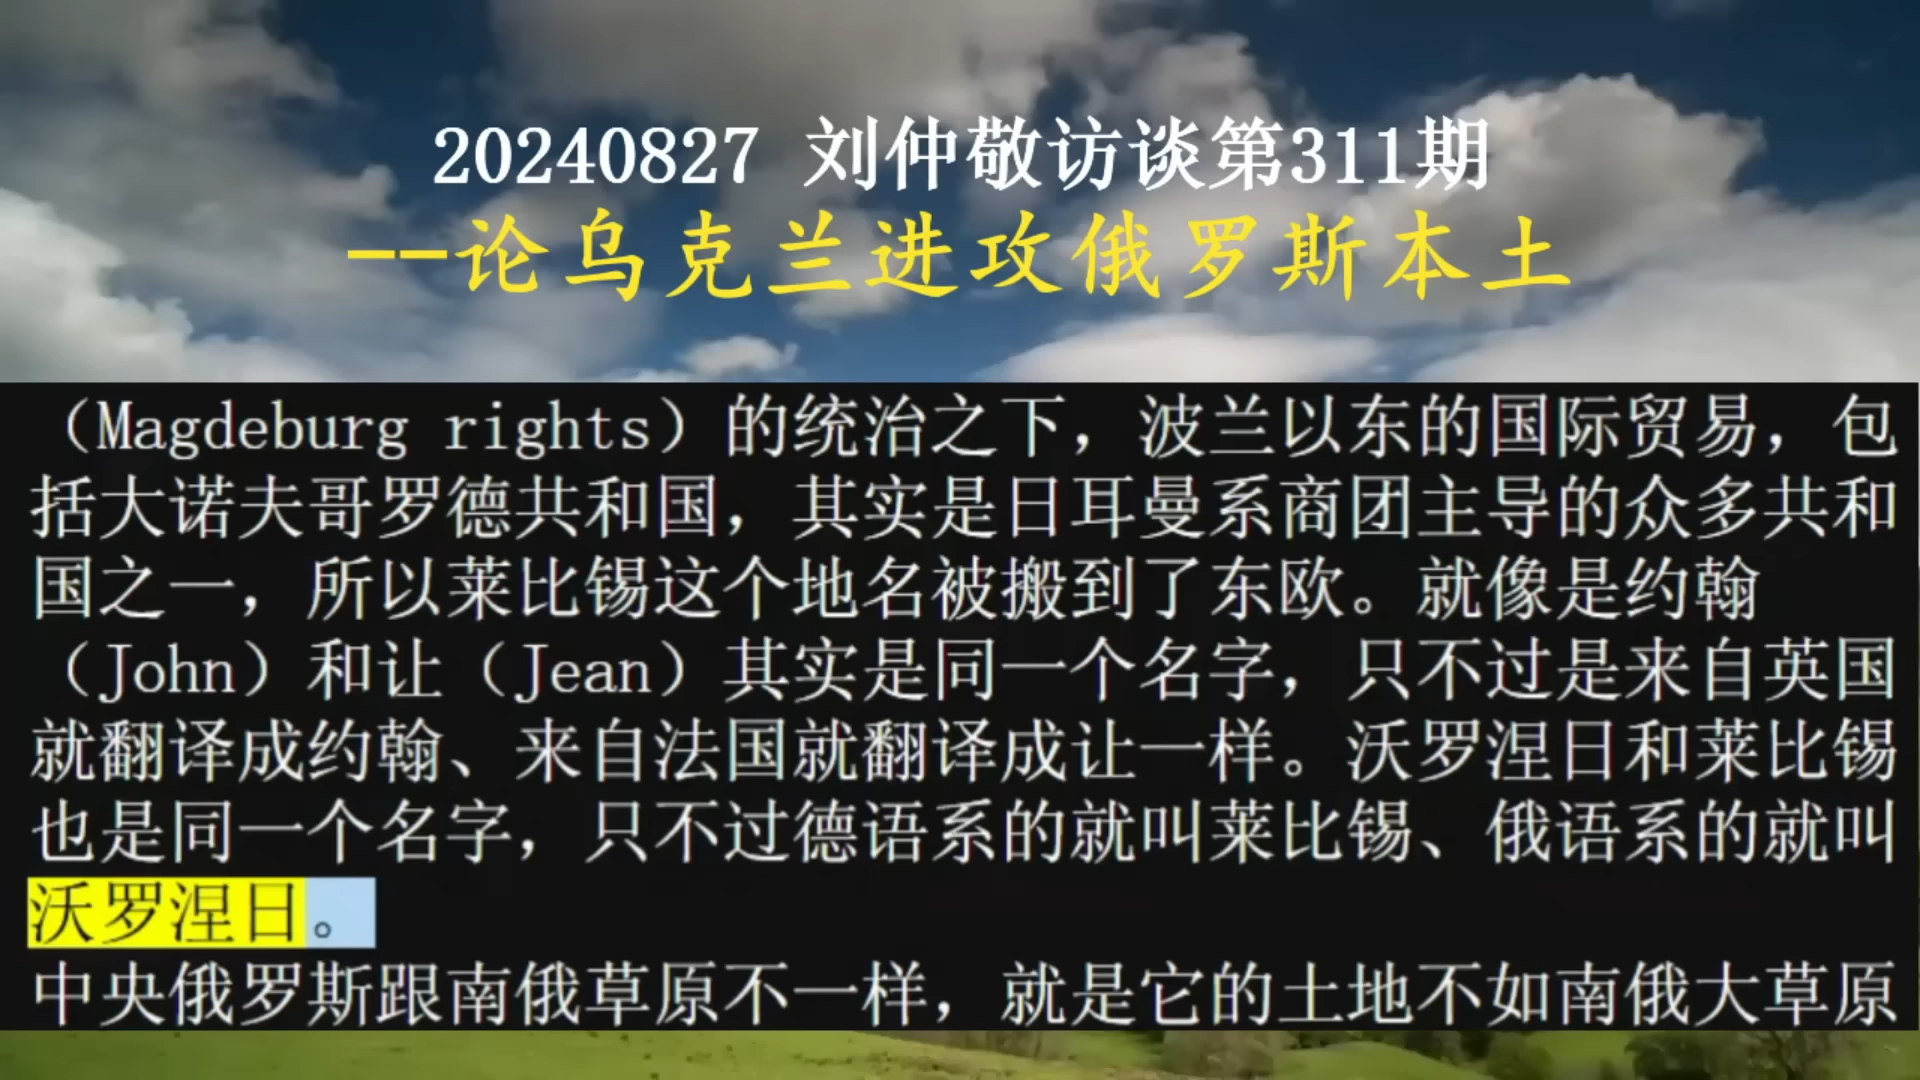 20240827 刘仲敬访谈第311期
--论乌克兰进攻俄罗斯本土
（Magdeburg rights）的统治之下，波兰以东的国际贸易，包
括大诺夫哥罗德共和国，其实是日耳曼系商团主导的众多共和
国之一，所以莱比锡这个地名被搬到了东欧。就像是约翰
（John）和让（Jean）其实是同一个名字，只不过是来自英国
就翻译成约翰、来自法国就翻译成让一样。沃罗涅日和莱比锡
也是同一个名字，只不过德语系的就叫莱比锡、俄语系的就叫
沃罗涅日。
中央俄罗斯跟南俄草原不一样，就是它的土地不如南俄大草原